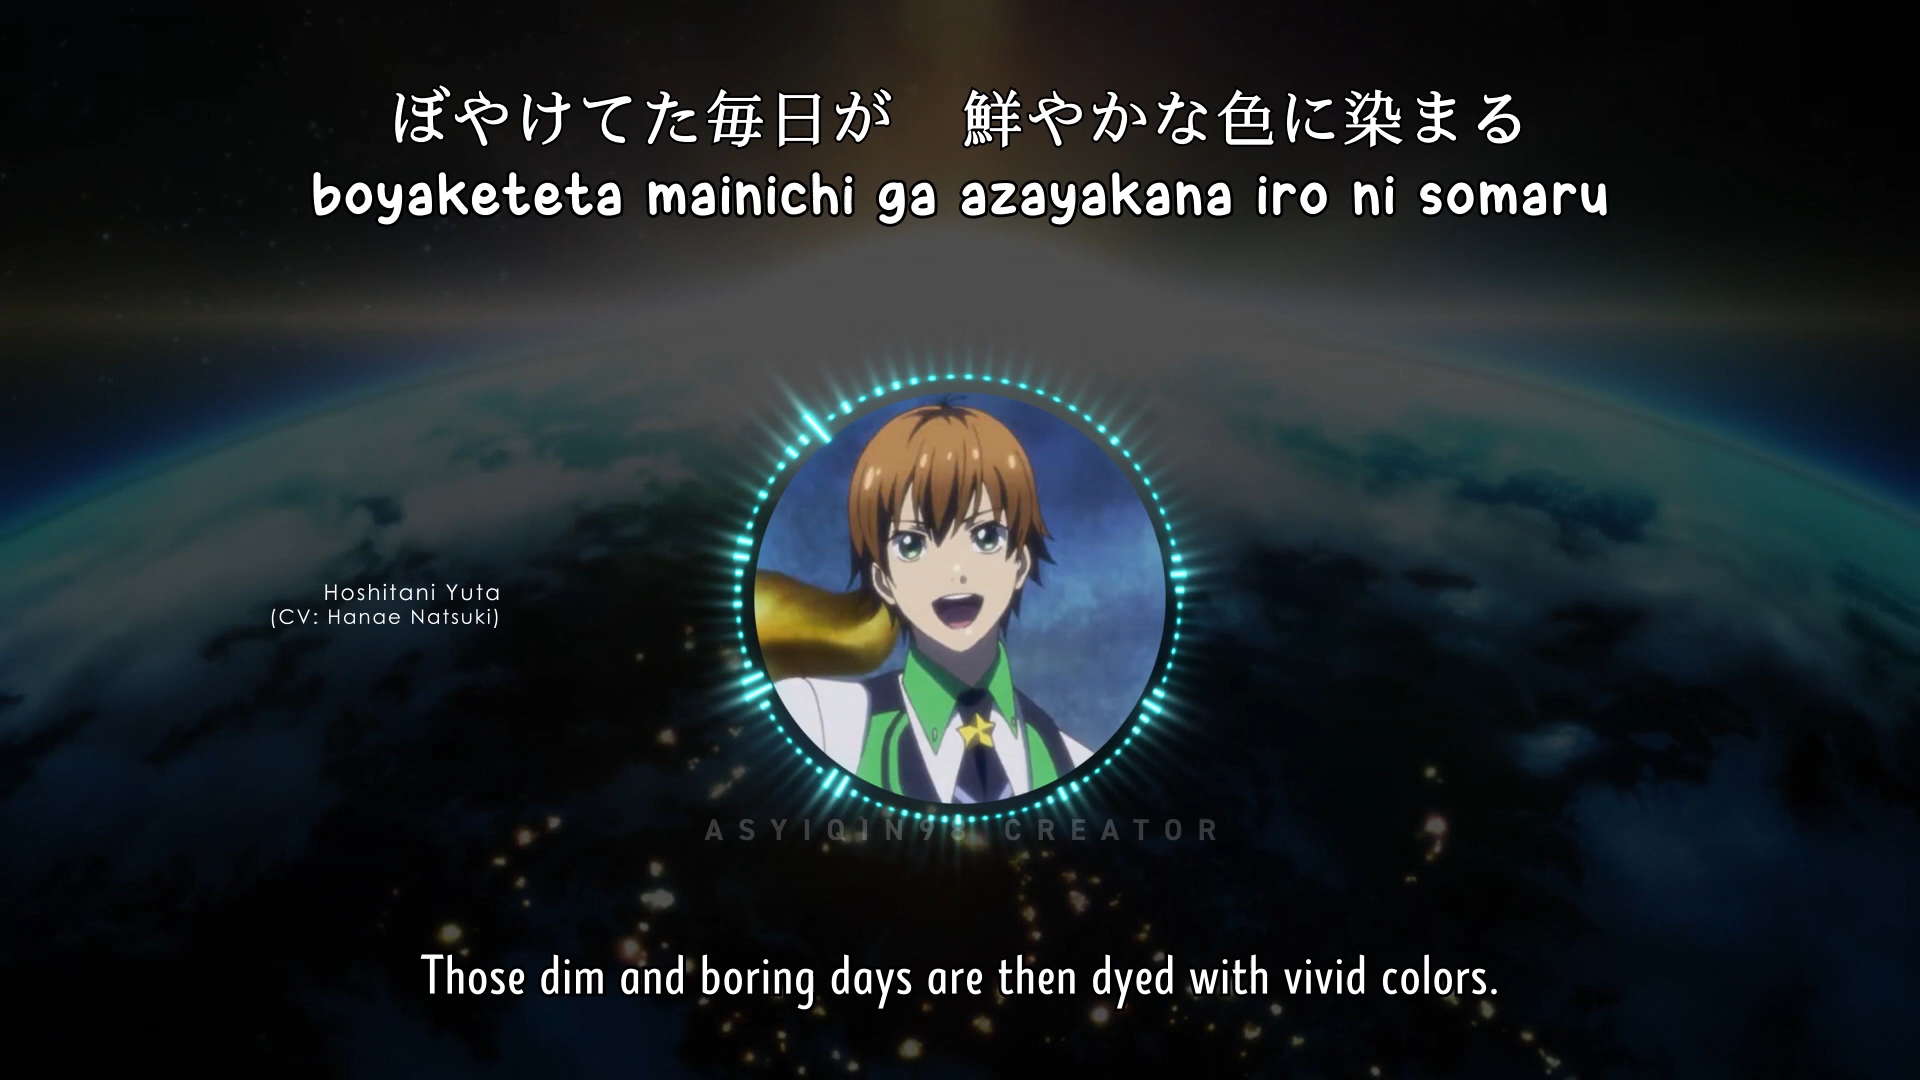 ぼやけてた毎日が　鮮やかな色に染まる
boyaketeta mainichi ga azayakana iro ni somaru
Hoshitani Yuta
(CV: Hanae Natsuki)
ASYIQIN98 CREATOR
Those dim and boring days are then dyed with vivid colors.